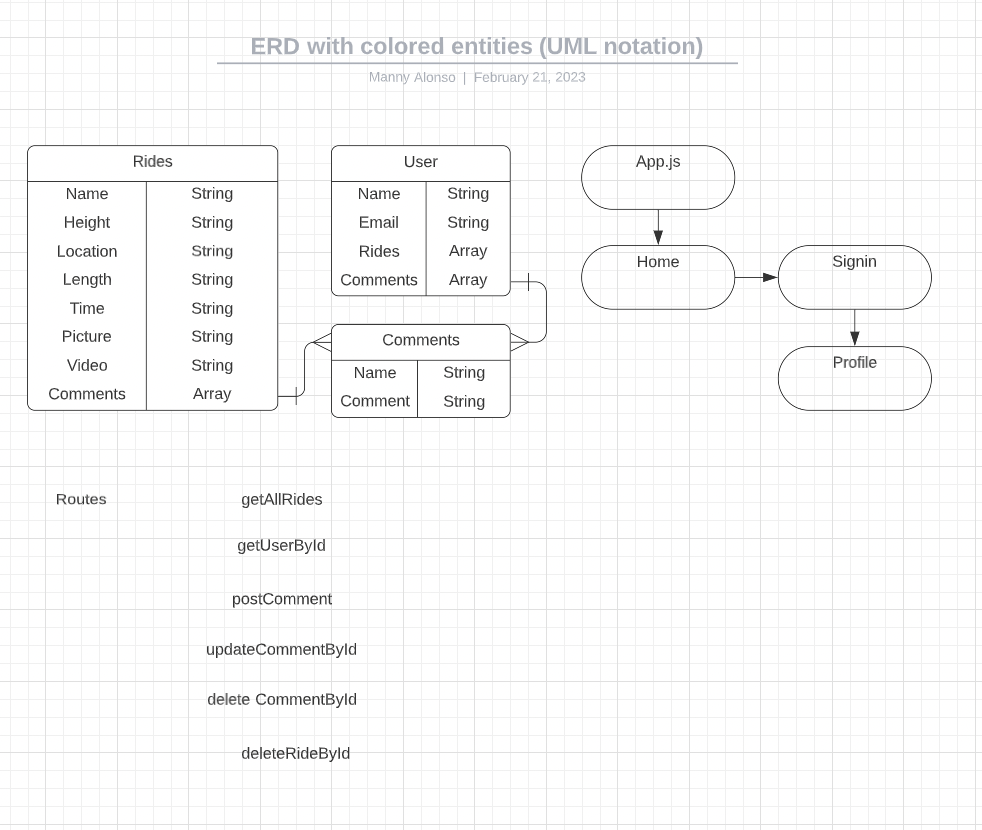 ERD with colored entities (UML notation)
Manny Alonso | February 21, 2023
Rides
Name String
Height String
Location String
Length String
Time String
Picture String
Video String
Comments Array
User
Name String
Email String
Rides Array
Comments Array
Comments
Name String
Comment String
App.js
Home
Signin
Profile
Routes
getAllRides
getUserById
postComment
updateCommentById
delete CommentById
deleteRideById